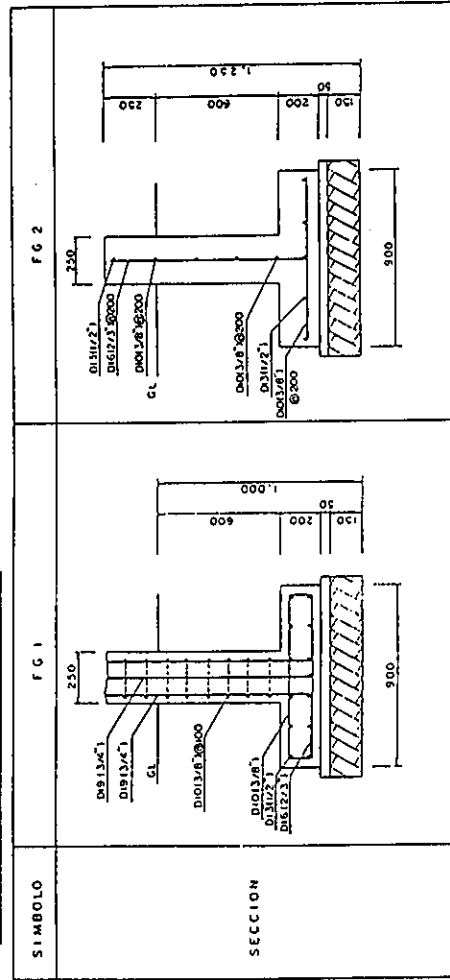 SIMBOLO
FG 1
FG 2
SECCION
250
D19(3/4")
D19(3/4")
GL
D10(3/8")@100
D10(3/8")
D13(1/2")
D16(2/3")
600
200
50
150
1.000
900
250
D13(1/2")
D16(2/3")@200
D10(3/8")@200
GL
D10(3/8")@200
D13(1/2")
D10(3/8")
@200
250
600
200
50
150
1,250
900